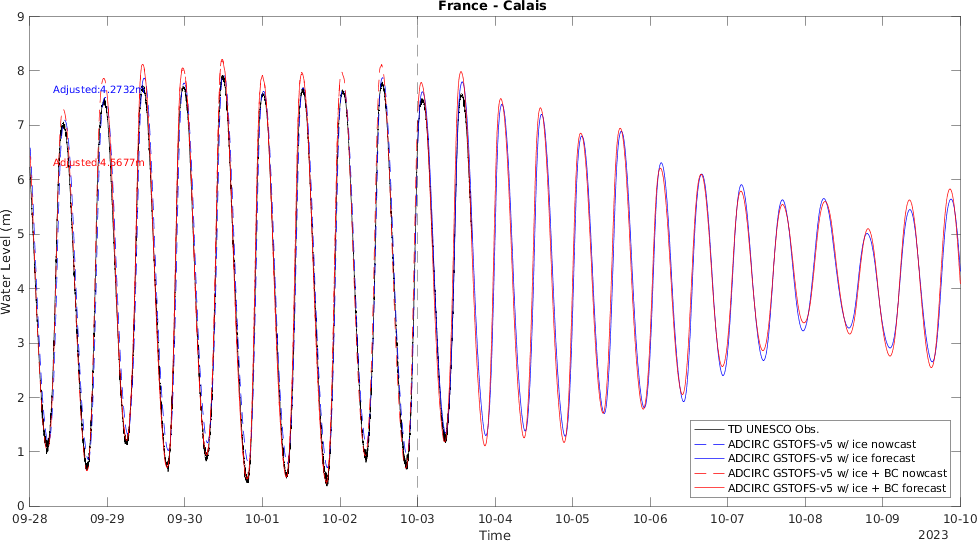 France - Calais
9
8
7
6
5
4
3
2
1
0
Water Level (m)
Adjusted:4.2732m
Adjusted:4.5677m
09-28 09-29 09-30 10-01 10-02 10-03 10-04 10-05 10-06 10-07 10-08 10-09 10-10
Time
2023
TD UNESCO Obs.
ADCIRC GSTOFS-v5 w/ ice nowcast
ADCIRC GSTOFS-v5 w/ ice forecast
ADCIRC GSTOFS-v5 w/ ice + BC nowcast
ADCIRC GSTOFS-v5 w/ ice + BC forecast